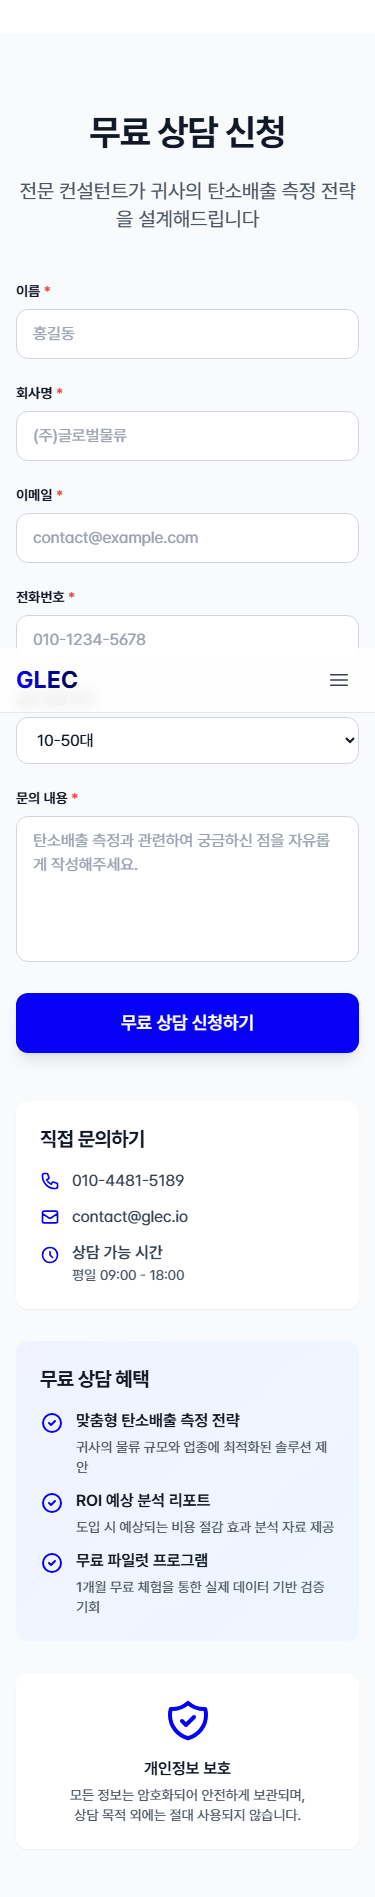 무료 상담 신청
전문 컨설턴트가 귀사의 탄소배출 측정 전략
을 설계해드립니다
이름 *
홍길동
회사명 *
(주)글로벌물류
이메일 *
contact@example.com
전화번호 *
010-1234-5678
GLEC
10-50대
문의 내용 *
탄소배출 측정과 관련하여 궁금하신 점을 자유롭
게 작성해주세요.
무료 상담 신청하기
직접 문의하기
010-4481-5189
contact@glec.io
상담 가능 시간
평일 09:00 - 18:00
무료 상담 혜택
맞춤형 탄소배출 측정 전략
귀사의 물류 규모와 업종에 최적화된 솔루션 제
안
ROI 예상 분석 리포트
도입 시 예상되는 비용 절감 효과 분석 자료 제공
무료 파일럿 프로그램
1개월 무료 체험을 통한 실제 데이터 기반 검증
기회
개인정보 보호
모든 정보는 암호화되어 안전하게 보관되며,
상담 목적 외에는 절대 사용되지 않습니다.